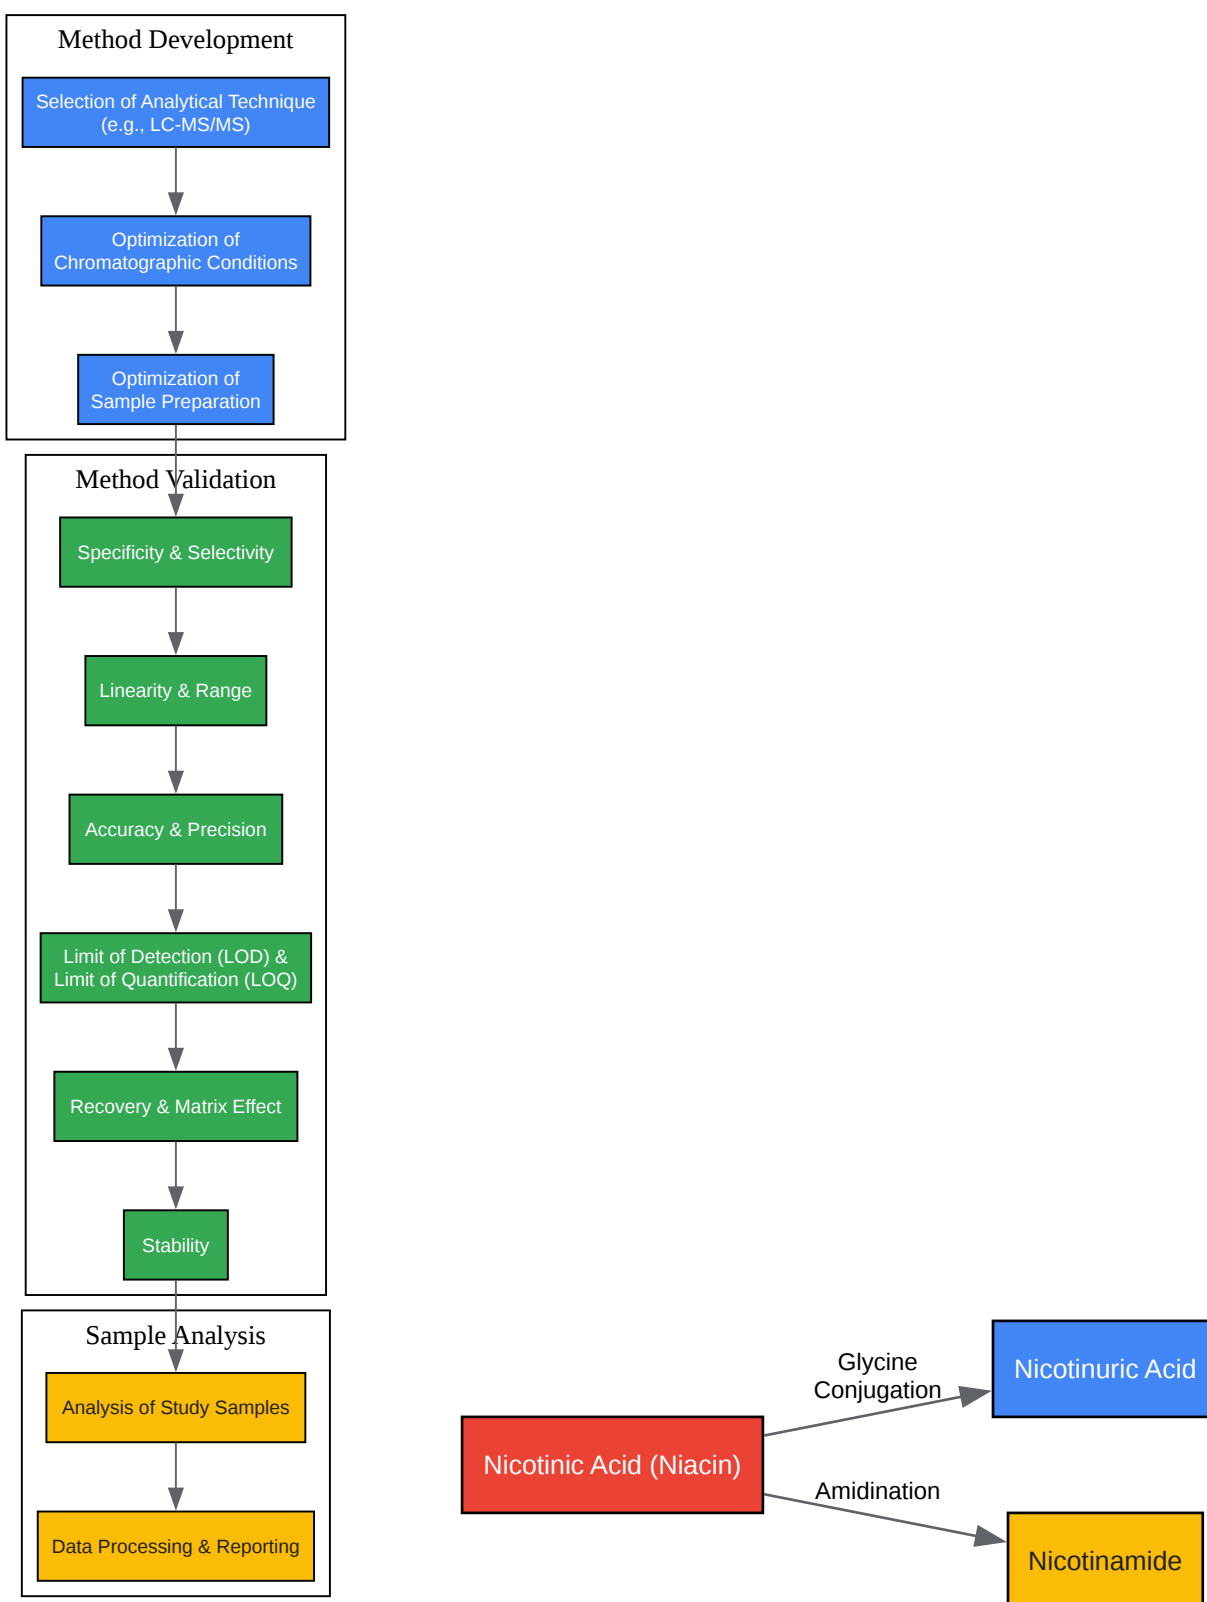 Method Development
Selection of Analytical Technique
(e.g., LC-MS/MS)
Optimization of
Chromatographic Conditions
Optimization of
Sample Preparation
Method Validation
Specificity & Selectivity
Linearity & Range
Accuracy & Precision
Limit of Detection (LOD) &
Limit of Quantification (LOQ)
Recovery & Matrix Effect
Stability
Sample Analysis
Analysis of Study Samples
Data Processing & Reporting
Nicotinic Acid (Niacin)
Glycine
Conjugation
Nicotinuric Acid
Amidination
Nicotinamide